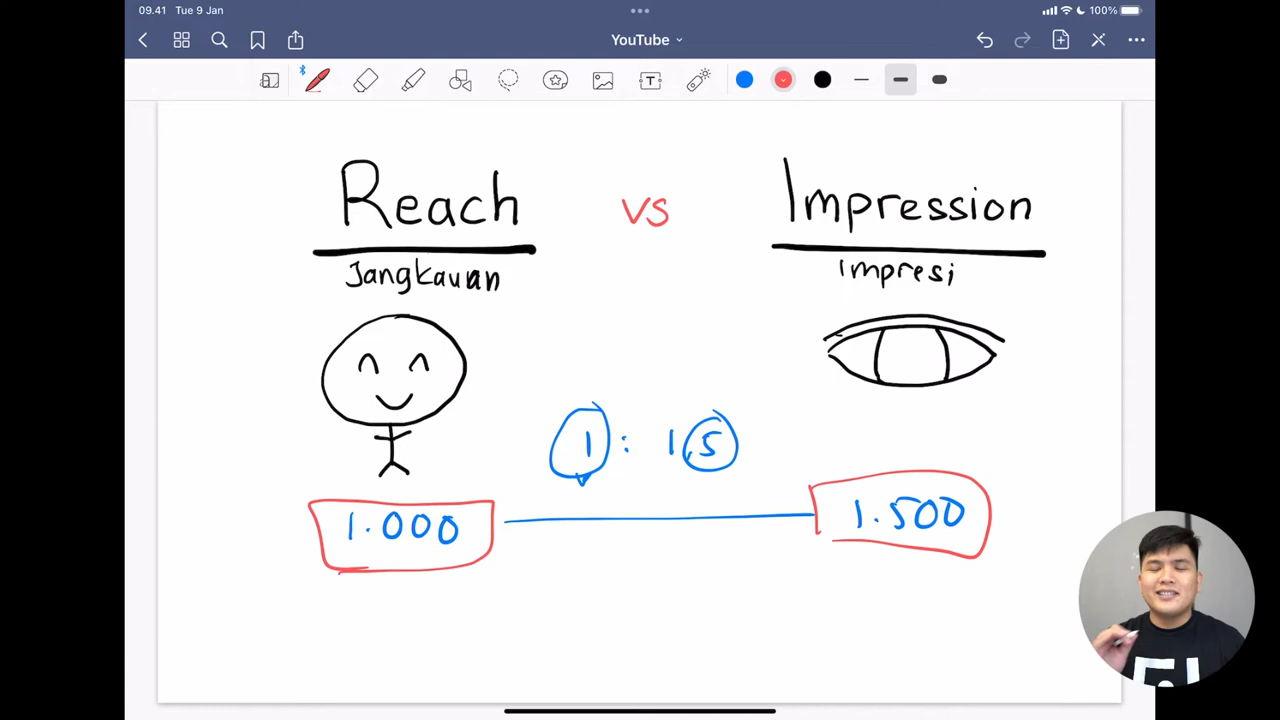 09.41 Tue 9 Jan
100%
YouTube
Reach vs Impression
Jangkauan
Impresi
1 : 1,5
1.000
1.500